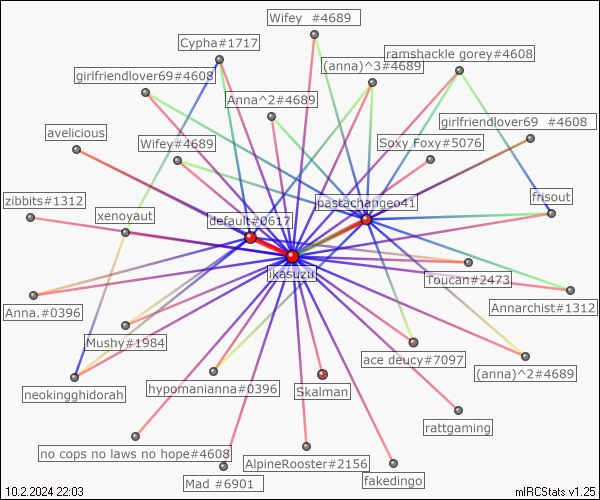 Wifey  #4689
Cypha#1717
ramshackle gorey#4608
(anna)^3#4689
girlfriendlover69#4608
Anna^2#4689
girlfriendlover69  #4608
avelicious
Wifey#4689
Soxy Foxy#5076
zibbits#1312
xenoyaut
pastachangeo41
frisout
default#0617
ikasuzu
Toucan#2473
Anna.#0396
Annarchist#1312
Mushy#1984
ace deucy#7097
(anna)^2#4689
neokingghidorah
hypomanianna#0396
Skalman
rattgaming
no cops no laws no hope#4608
AlpineRooster#2156
Mad #6901
fakedingo
10.2.2024 22:03
mIRCStats v1.25